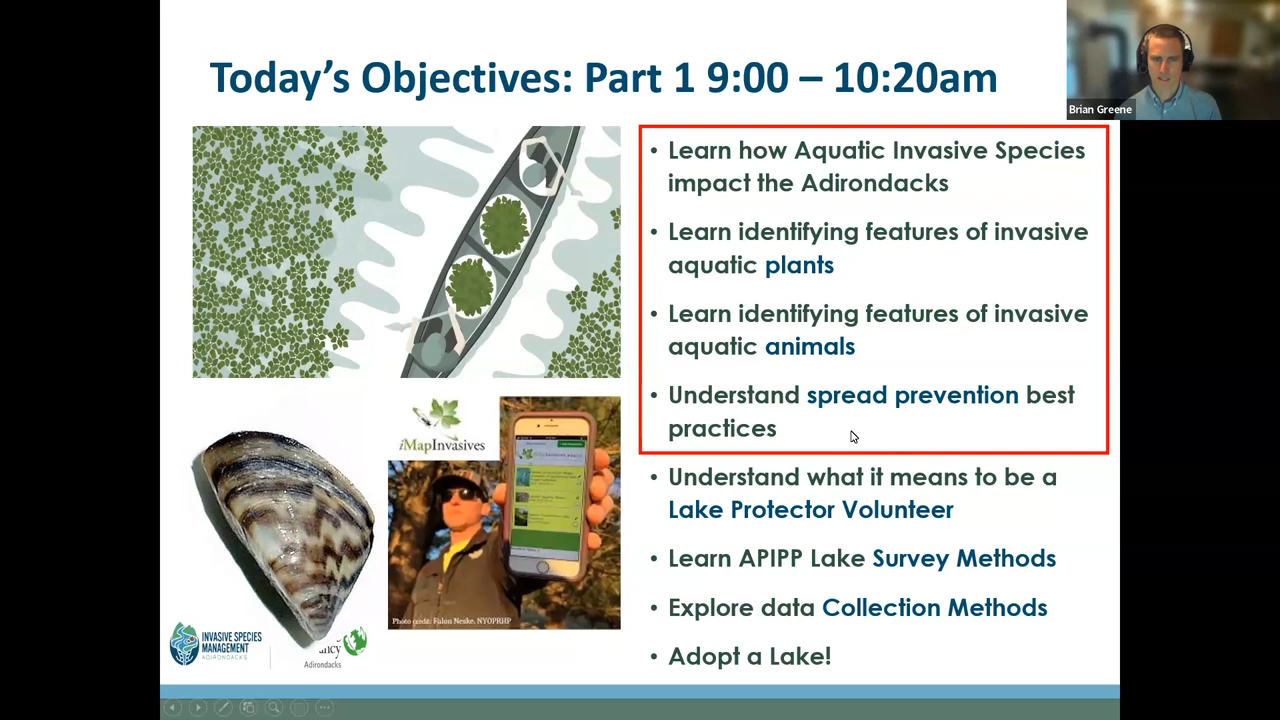 Today's Objectives: Part 1 9:00 – 10:20am
Brian Greene
• Learn how Aquatic Invasive Species
impact the Adirondacks
• Learn identifying features of invasive
aquatic plants
• Learn identifying features of invasive
aquatic animals
• Understand spread prevention best
practices
• Understand what it means to be a
Lake Protector Volunteer
• Learn APIPP Lake Survey Methods
• Explore data Collection Methods
• Adopt a Lake!
iMapInvasives
Photo credit: Falon Neske, NYOPRHP
INVASIVE SPECIES
MANAGEMENT
ADIRONDACKS
ancy
Adirondacks